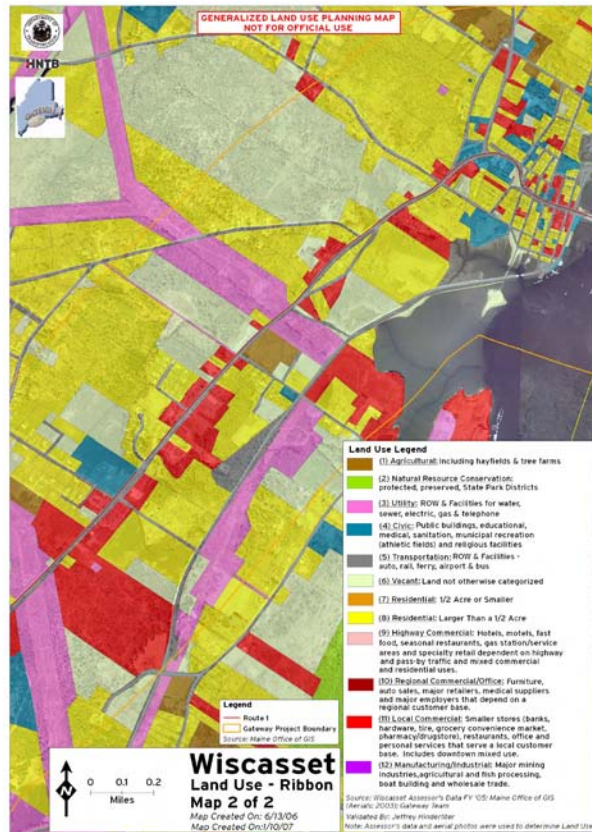 GENERALIZED LAND USE PLANNING MAP
NOT FOR OFFICIAL USE
HNTB
Land Use Legend
(1) Agricultural: Including hayfields & tree farms
(2) Natural Resource Conservation:
protected, preserved, State Park Districts
(3) Utility: ROW & Facilities for water,
sewer, electric, gas & telephone
(4) Civic: Public buildings, educational,
medical, sanitation, municipal recreation
(athletic fields) and religious facilities
(5) Transportation: ROW & Facilities -
auto, rail, ferry, airport & bus
(6) Vacant: Land not otherwise categorized
(7) Residential: 1/2 Acre or Smaller
(8) Residential: Larger Than a 1/2 Acre
(9) Highway Commercial: Hotels, motels, fast
food, seasonal restaurants, gas station/service
areas and specialty retail dependent on highway
and pass-by traffic and mixed commercial
and residential uses.
(10) Regional Commercial/Office: Furniture,
auto sales, major retailers, medical suppliers
and major employers that depend on a
regional customer base.
(11) Local Commercial: Smaller stores (banks,
hardware, tire, grocery convenience market,
pharmacy/drugstore), restaurants, office and
personal services that serve a local customer
base. Includes downtown mixed use.
(12) Manufacturing/Industrial: Major mining
industries,agricultural and fish processing,
boat building and wholesale trade.
Source: Wiscasset Assessor's Data FY '05; Maine Office of GIS
(Aerials 2003); Gateway Team
Validated By: Jeffrey Hinderliter
Note: Assessor's data and aerial photos were used to determine Land Use
Legend
Route 1
Gateway Project Boundary
Source: Maine Office of GIS
Wiscasset
Land Use - Ribbon
Map 2 of 2
Map Created On: 6/13/06
Map Created On:1/10/07
N
0 0.1 0.2
Miles